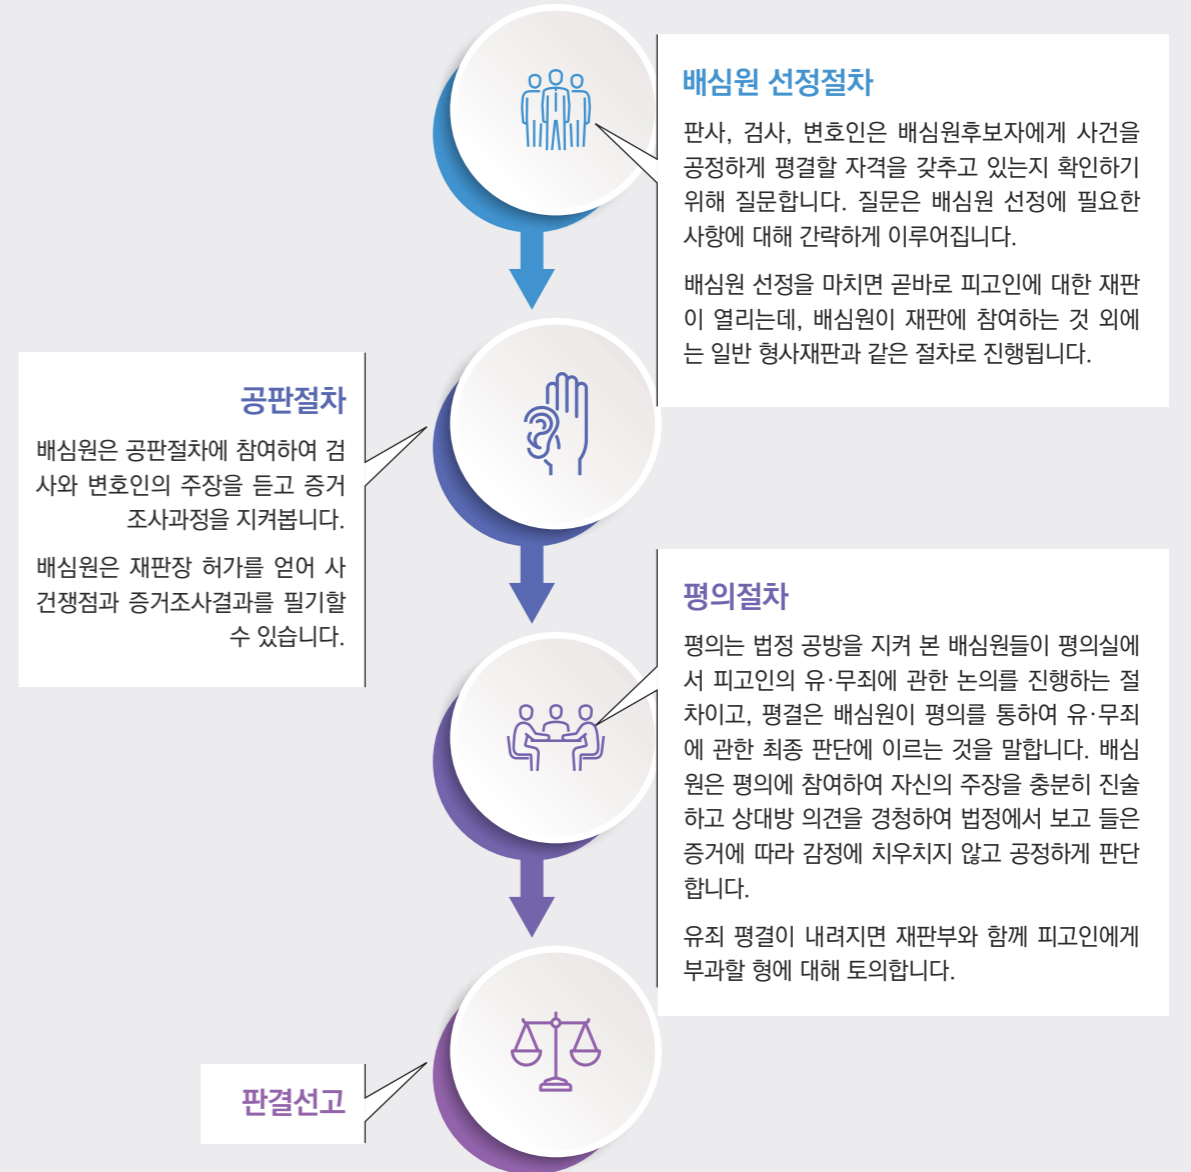 배심원 선정절차
판사, 검사, 변호인은 배심원후보자에게 사건을
공정하게 평결할 자격을 갖추고 있는지 확인하기
위해 질문합니다. 질문은 배심원 선정에 필요한
사항에 대해 간략하게 이루어집니다.
배심원 선정을 마치면 곧바로 피고인에 대한 재판
이 열리는데, 배심원이 재판에 참여하는 것 외에
는 일반 형사재판과 같은 절차로 진행됩니다.
공판절차
배심원은 공판절차에 참여하여 검
사와 변호인의 주장을 듣고 증거
조사과정을 지켜봅니다.
배심원은 재판장 허가를 얻어 사
건쟁점과 증거조사결과를 필기할
수 있습니다.
평의절차
평의는 법정 공방을 지켜 본 배심원들이 평의실에
서 피고인의 유·무죄에 관한 논의를 진행하는 절
차이고, 평결은 배심원이 평의를 통하여 유·무죄
에 관한 최종 판단에 이르는 것을 말합니다. 배심
원은 평의에 참여하여 자신의 주장을 충분히 진술
하고 상대방 의견을 경청하여 법정에서 보고 들은
증거에 따라 감정에 치우치지 않고 공정하게 판단
합니다.
유죄 평결이 내려지면 재판부와 함께 피고인에게
부과할 형에 대해 토의합니다.
판결선고